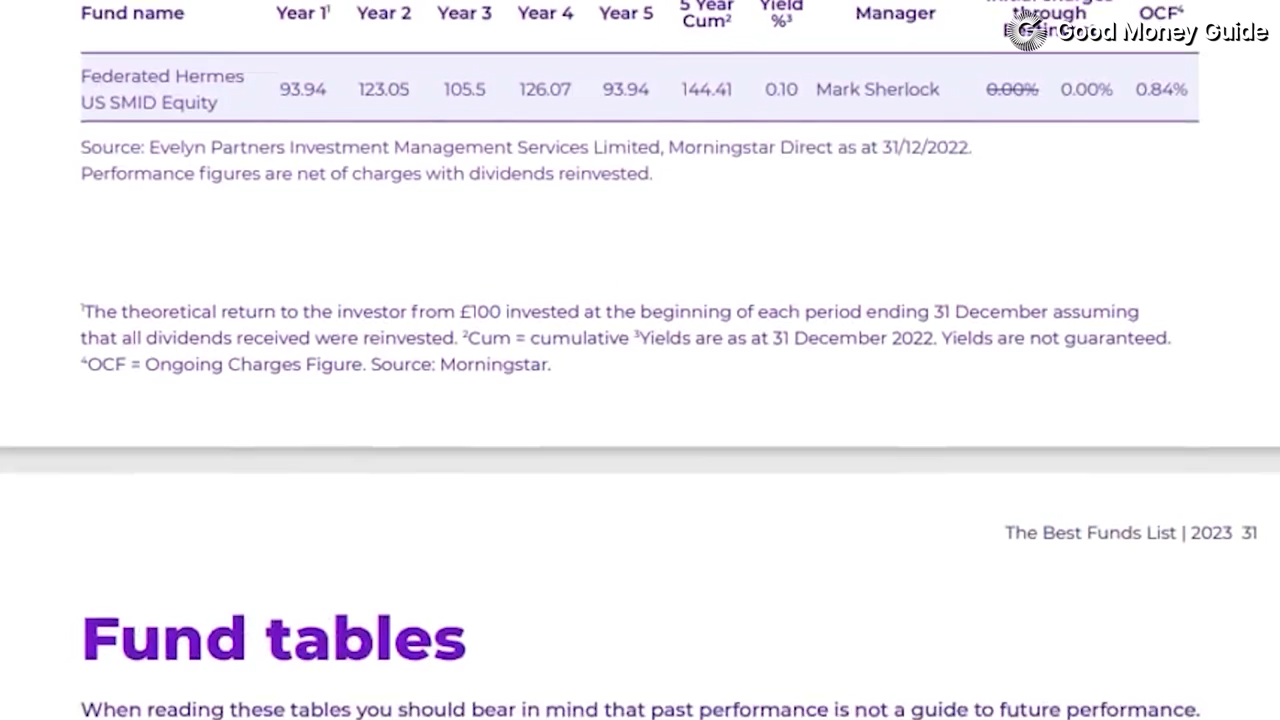 Fund name Year 1¹ Year 2 Year 3 Year 4 Year 5 5 Year Cum² Yield %³ Manager through OCF⁴
Good Money Guide
Federated Hermes US SMID Equity 93.94 123.05 105.5 126.07 93.94 144.41 0.10 Mark Sherlock 0.00% 0.00% 0.84%
Source: Evelyn Partners Investment Management Services Limited, Morningstar Direct as at 31/12/2022.
Performance figures are net of charges with dividends reinvested.
¹The theoretical return to the investor from £100 invested at the beginning of each period ending 31 December assuming
that all dividends received were reinvested. ²Cum = cumulative ³Yields are as at 31 December 2022. Yields are not guaranteed.
⁴OCF = Ongoing Charges Figure. Source: Morningstar.
The Best Funds List | 2023 31
Fund tables
When reading these tables you should bear in mind that past performance is not a guide to future performance.